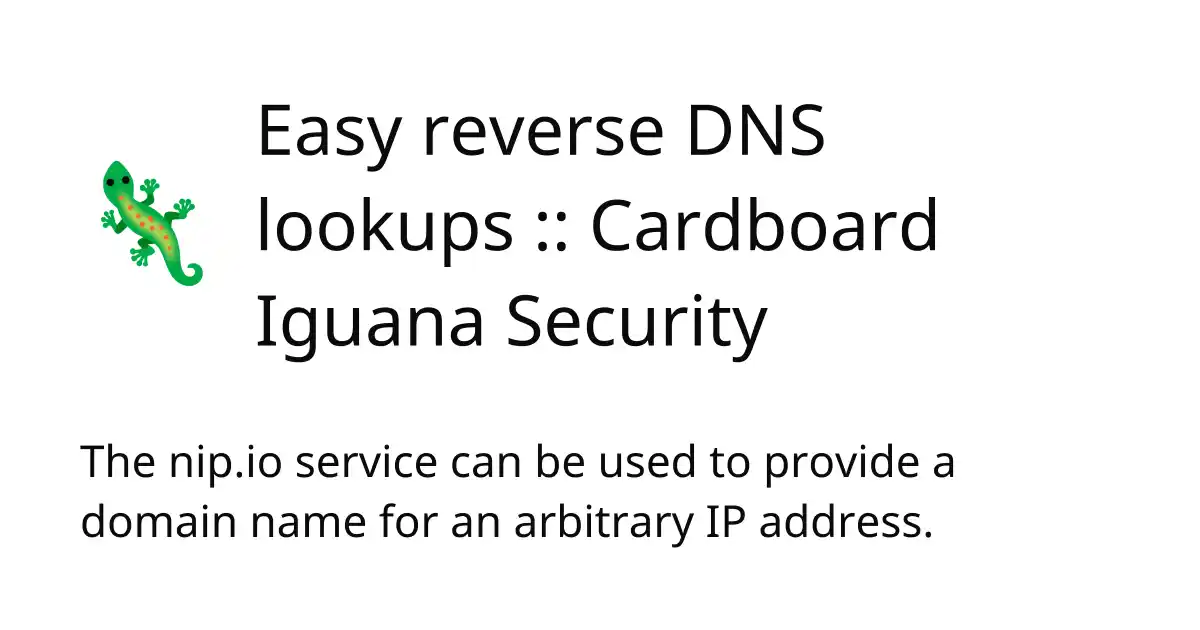 Easy reverse DNS
lookups :: Cardboard
Iguana Security
The nip.io service can be used to provide a
domain name for an arbitrary IP address.